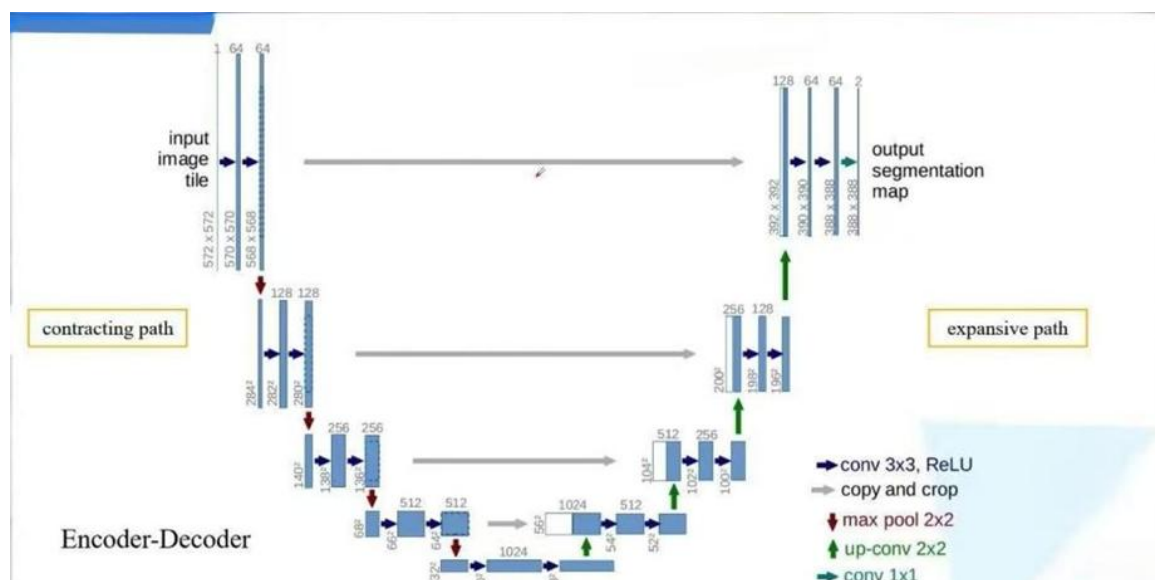 1 64 64
128 64 64 2
input
image
tile
output
segmentation
map
572 x 572
570 x 570
568 x 568
392 x 392
390 x 390
388 x 388
388 x 388
128 128
256 128
contracting path
expansive path
284²
282²
280²
200²
198²
196²
256 256
512 256
140²
138²
136²
104²
102²
100²
conv 3x3, ReLU
copy and crop
max pool 2x2
up-conv 2x2
conv 1x1
512 512
1024 512
68²
66²
64²
56²
54²
52²
Encoder-Decoder
1024
32²